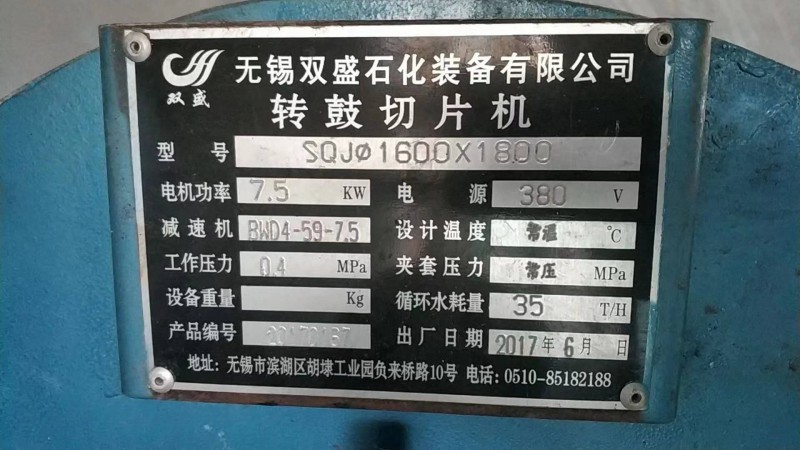 双盛
无锡双盛石化装备有限公司
转鼓切片机
型号 SQJΦ1600X1800
电机功率 7.5 KW 电源 380 V
减速机 BWD4-59-7.5 设计温度 常温 ℃
工作压力 0.4 MPa 夹套压力 常压 MPa
设备重量 Kg 循环水耗量 35 T/H
产品编号 出厂日期 2017年6月 日
地址: 无锡市滨湖区胡埭工业园负来桥路10号 电话: 0510-85182188